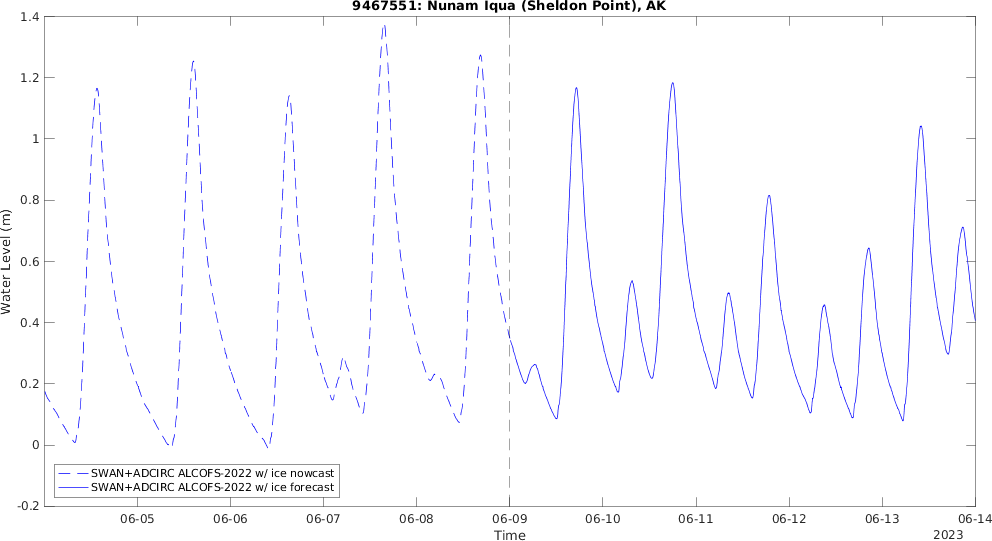 9467551: Nunam Iqua (Sheldon Point), AK
1.4
1.2
1
0.8
0.6
0.4
0.2
0
-0.2
Water Level (m)
SWAN+ADCIRC ALCOFS-2022 w/ ice nowcast
SWAN+ADCIRC ALCOFS-2022 w/ ice forecast
06-05 06-06 06-07 06-08 06-09 06-10 06-11 06-12 06-13 06-14
Time
2023